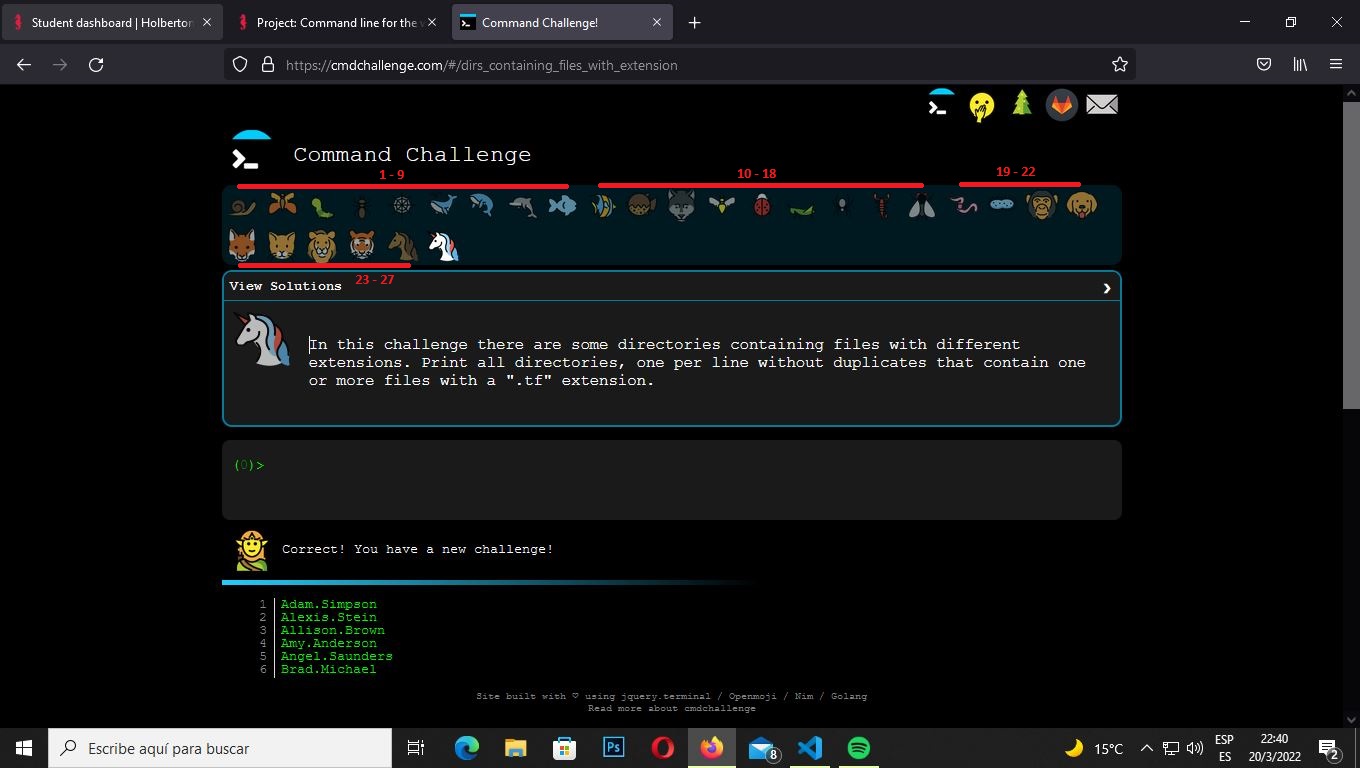 Student dashboard | Holberton
Project: Command line for the w
Command Challenge!
https://cmdchallenge.com/#/dirs_containing_files_with_extension
Command Challenge
1 - 9
10 - 18
19 - 22
23 - 27
View Solutions
In this challenge there are some directories containing files with different
extensions. Print all directories, one per line without duplicates that contain one
or more files with a ".tf" extension.
(0)>
Correct! You have a new challenge!
1 Adam.Simpson
2 Alexis.Stein
3 Allison.Brown
4 Amy.Anderson
5 Angel.Saunders
6 Brad.Michael
Site built with ♡ using jquery.terminal / Openmoji / Nim / Golang
Read more about cmdchallenge
Escribe aquí para buscar
Ps
8
15°C
ESP
ES
22:40
20/3/2022
2